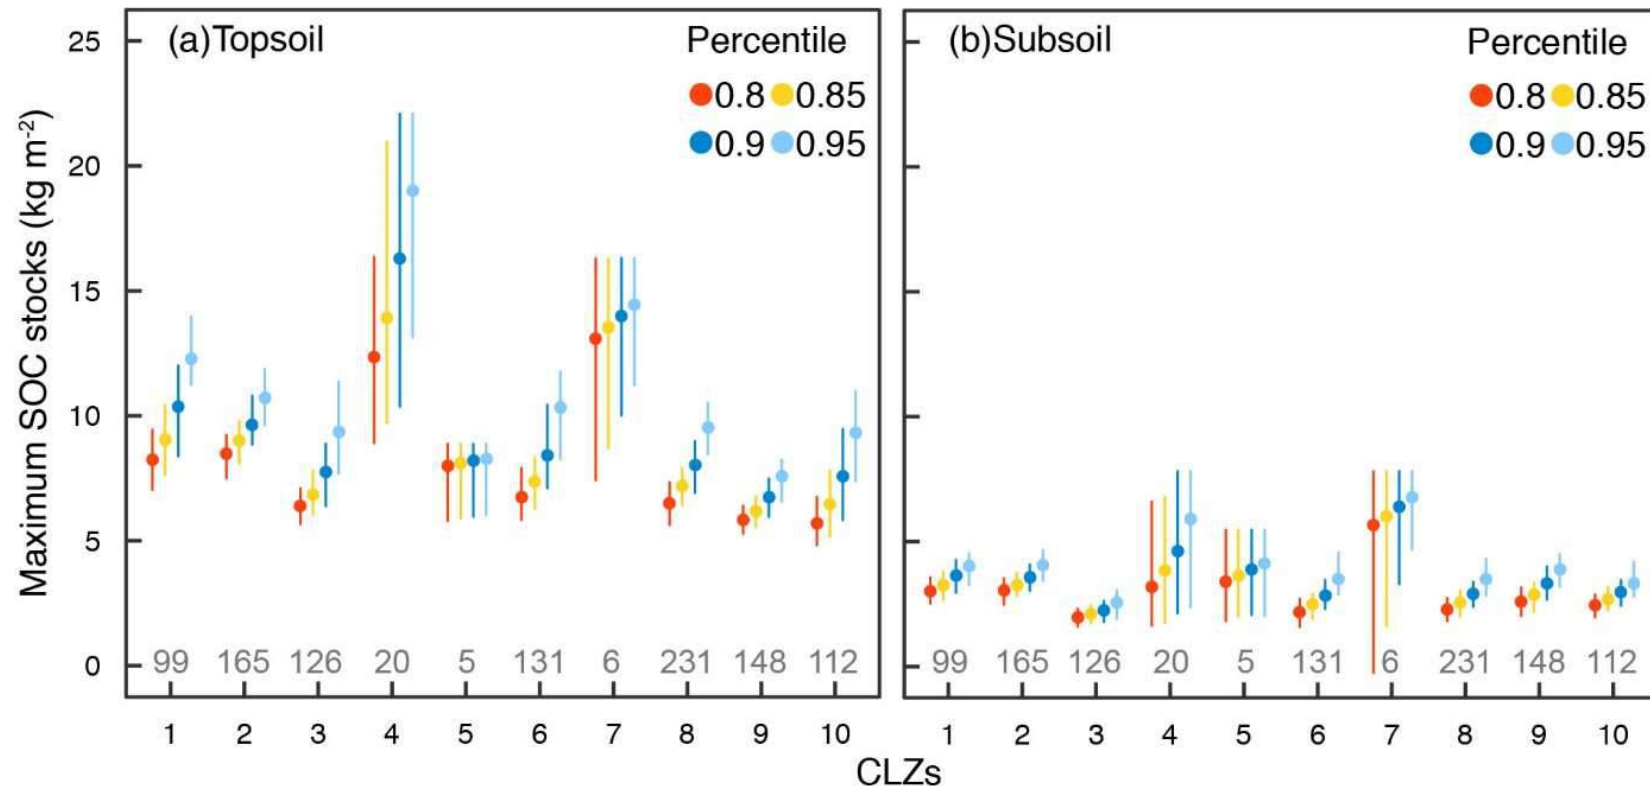 (a)Topsoil
Percentile
0.8 0.85
0.9 0.95
(b)Subsoil
Percentile
0.8 0.85
0.9 0.95
Maximum SOC stocks (kg m⁻²)
25
20
15
10
5
0
99 165 126 20 5 131 6 231 148 112
99 165 126 20 5 131 6 231 148 112
1 2 3 4 5 6 7 8 9 10
1 2 3 4 5 6 7 8 9 10
CLZs